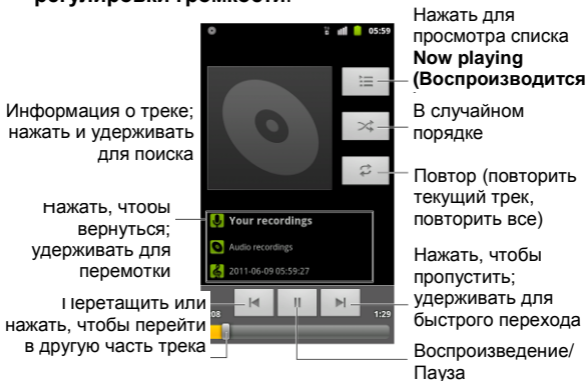 регулировки громкости.
Нажать для
просмотра списка
Now playing
(Воспроизводится
05:59
Информация о треке;
нажать и удерживать
для поиска
В случайном
порядке
Повтор (повторить
текущий трек,
повторить все)
Нажать, чтобы
вернуться;
удерживать для
перемотки
Your recordings
Audio recordings
2011-06-09 05:59:27
Нажать, чтобы
пропустить;
удерживать для
быстрого перехода
Перетащить или
нажать, чтобы перейти
в другую часть трека
:08
1:29
Воспроизведение/
Пауза